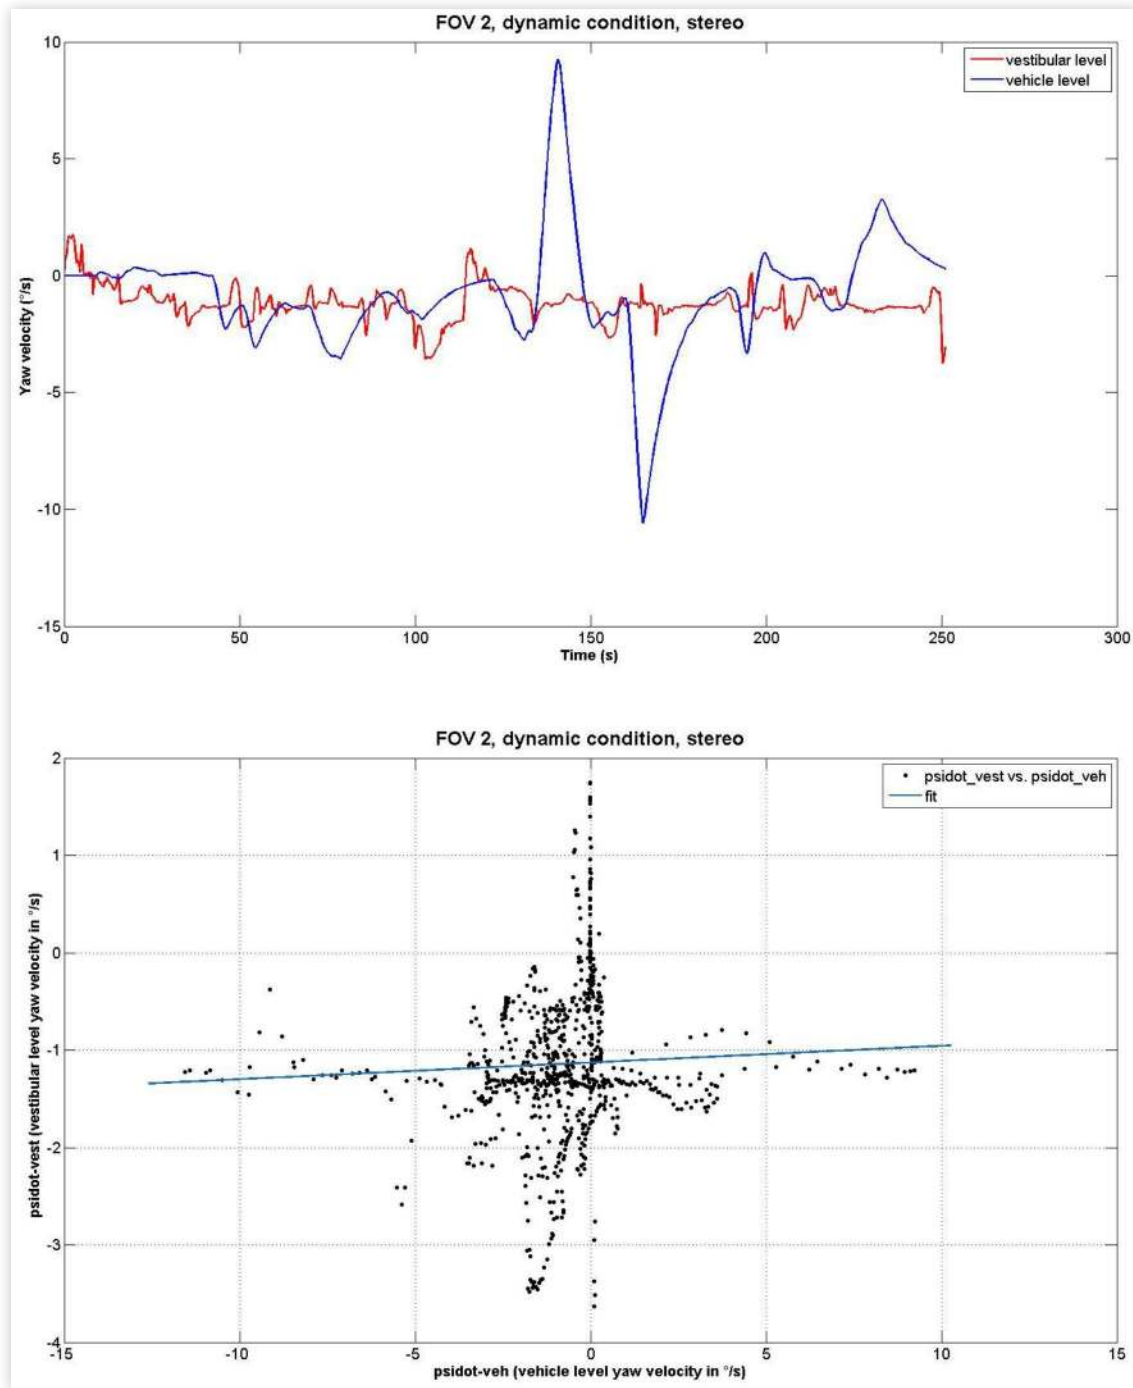 FOV 2, dynamic condition, stereo
10
vestibular level
vehicle level
5
0
-5
-10
-15
Yaw velocity (°/s)
0 50 100 150 200 250 300
Time (s)
FOV 2, dynamic condition, stereo
2
psidot_vest vs. psidot_veh
fit
1
0
-1
-2
-3
-4
psidot-vest (vestibular level yaw velocity in °/s)
-15 -10 -5 0 5 10 15
psidot-veh (vehicle level yaw velocity in °/s)